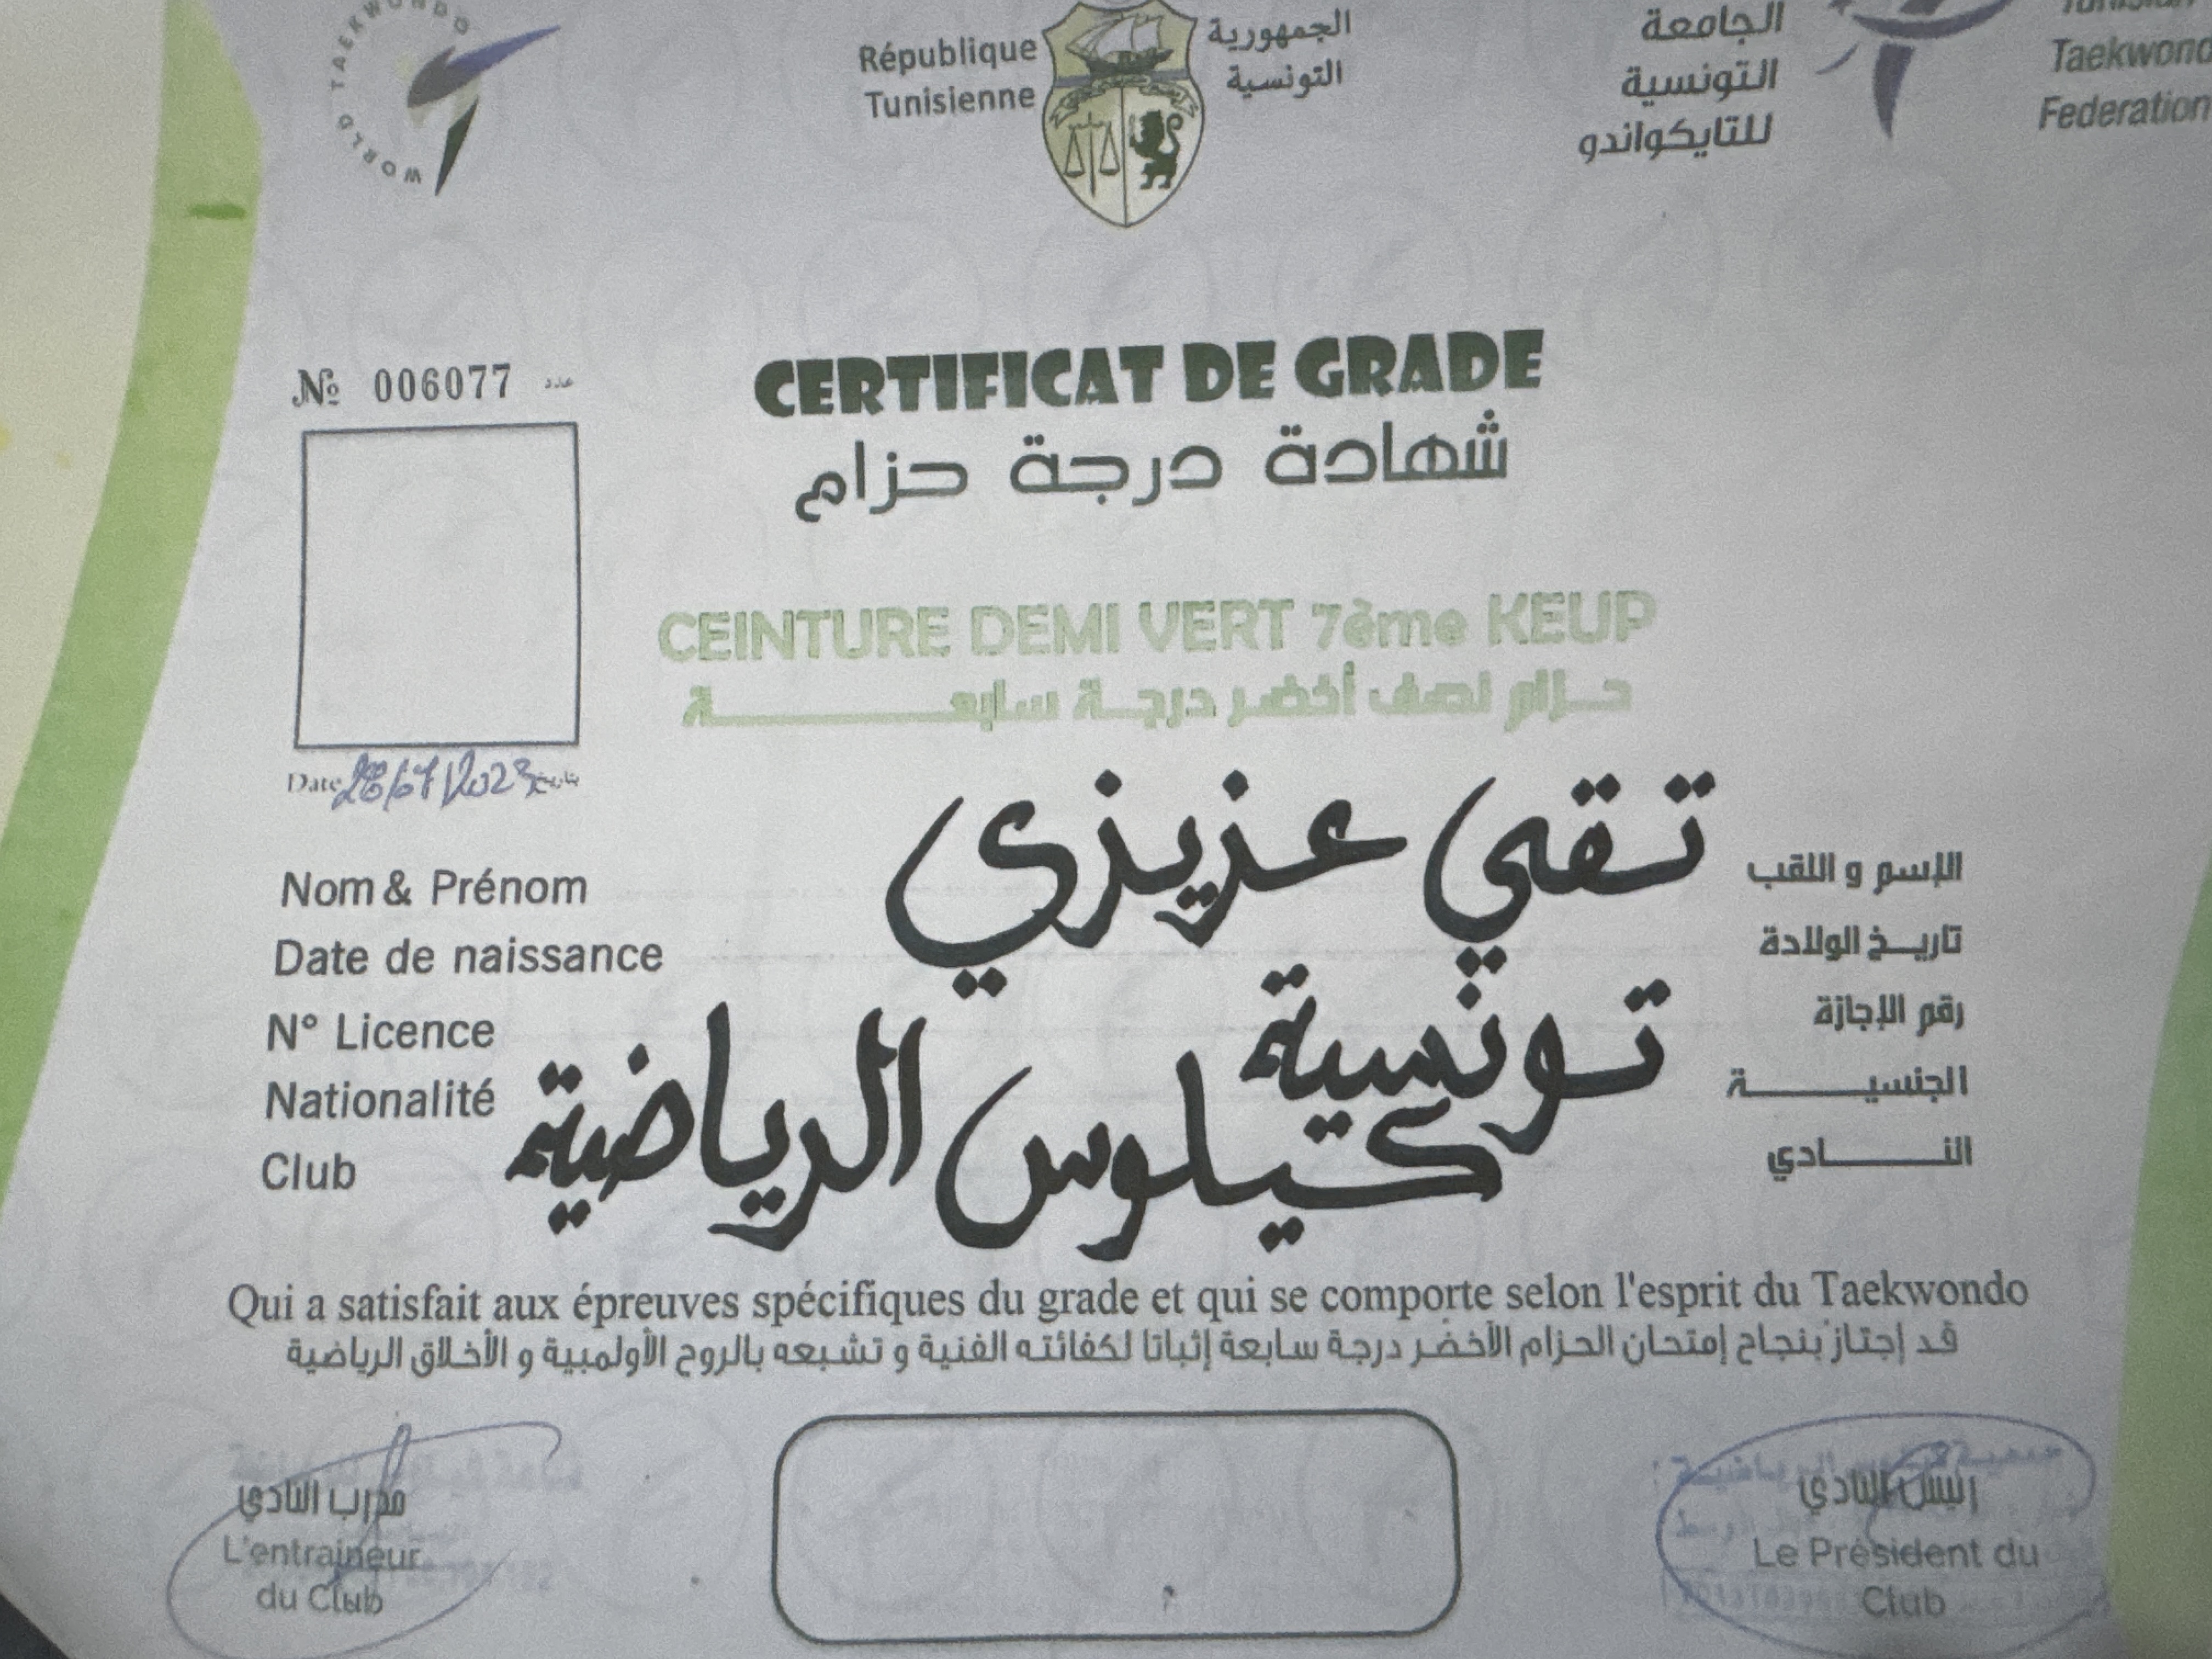 WORLD TAEKWONDO
République
Tunisienne
الجمهورية
التونسية
الجامعة
التونسية
للتايكواندو
Taekwond
Federation
№ 006077 عدد
CERTIFICAT DE GRADE
شهادة درجة حزام
CEINTURE DEMI VERT 7ème KEUP
حزام نصف أخضر درجة سابعة
Date 28/07/2023 بتاريخ
Nom & Prénom تقي عزيزي الإسم و اللقب
Date de naissance تاريخ الولادة
N° Licence رقم الإجازة
Nationalité تونسية الجنسية
Club كيلوس الرياضية النادي
Qui a satisfait aux épreuves spécifiques du grade et qui se comporte selon l'esprit du Taekwondo
قد إجتاز بنجاح إمتحان الحزام الأخضر درجة سابعة إثباتا لكفائته الفنية و تشبعه بالروح الأولمبية و الأخلاق الرياضية
مدرب النادي
L'entraineur
du Club
رئيس النادي
Le Président du
Club